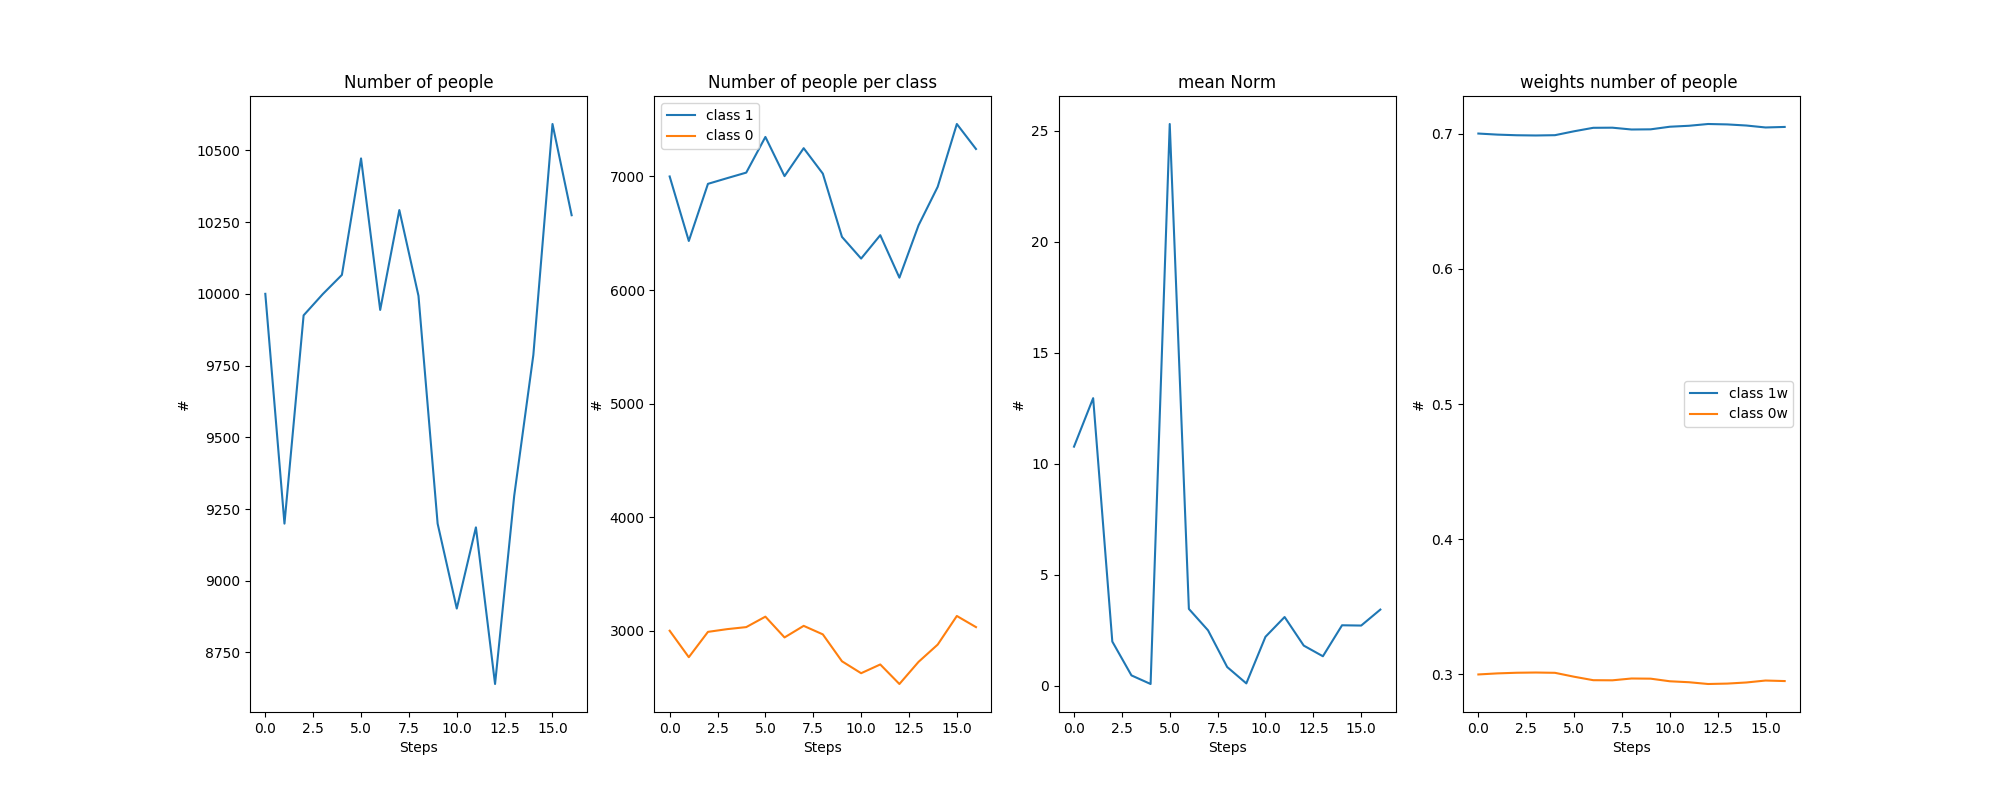 Number of people
10500
10250
10000
9750
9500
9250
9000
8750
#
0.0 2.5 5.0 7.5 10.0 12.5 15.0
Steps
Number of people per class
class 1
class 0
7000
6000
5000
4000
3000
#
0.0 2.5 5.0 7.5 10.0 12.5 15.0
Steps
mean Norm
25
20
15
10
5
0
#
0.0 2.5 5.0 7.5 10.0 12.5 15.0
Steps
weights number of people
0.7
0.6
0.5
0.4
0.3
#
class 1w
class 0w
0.0 2.5 5.0 7.5 10.0 12.5 15.0
Steps